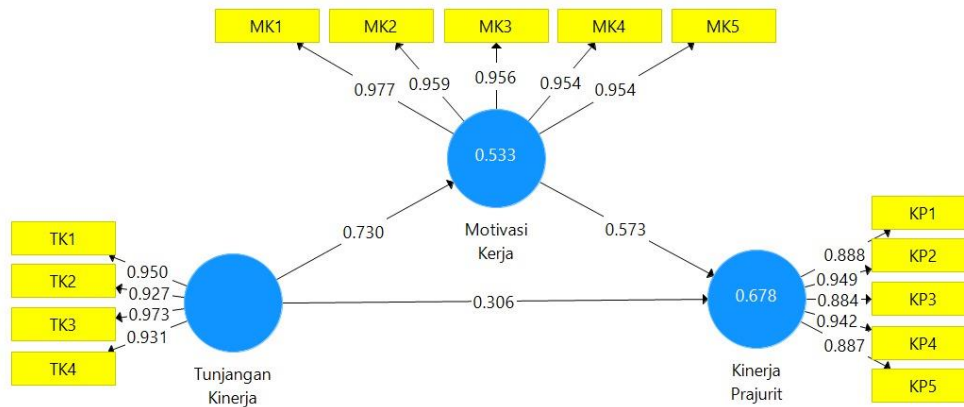 MK1 MK2 MK3 MK4 MK5
0.977 0.959 0.956 0.954 0.954
0.533
Motivasi
Kerja
TK1
TK2
TK3
TK4
0.950
0.927
0.973
0.931
0.730
0.573
0.306
Tunjangan
Kinerja
0.678
Kinerja
Prajurit
0.888
0.949
0.884
0.942
0.887
KP1
KP2
KP3
KP4
KP5